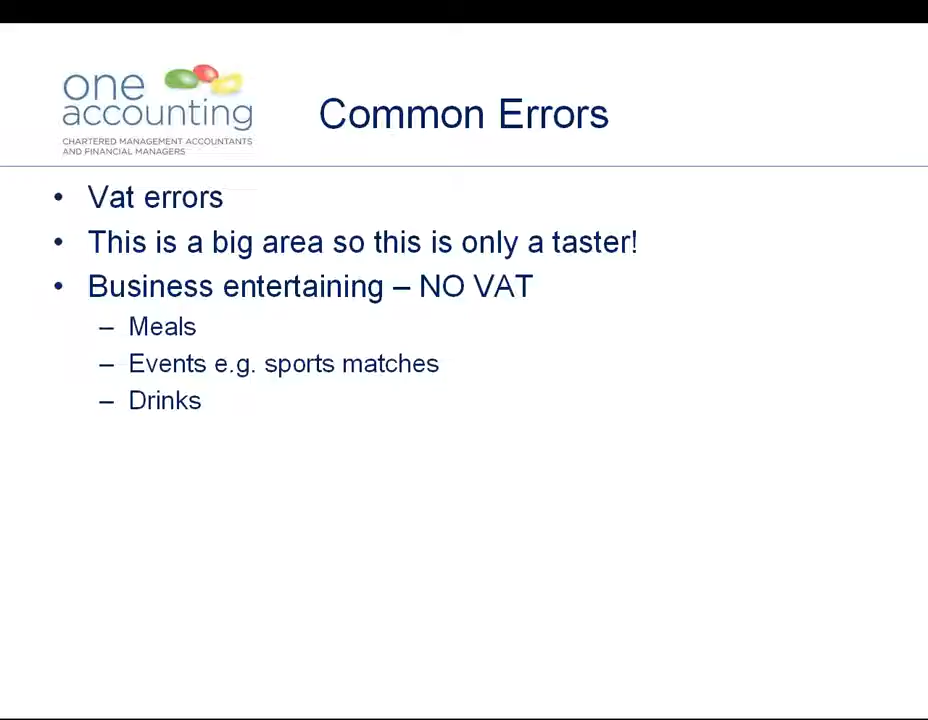 one
accounting
CHARTERED MANAGEMENT ACCOUNTANTS
AND FINANCIAL MANAGERS
Common Errors
• Vat errors
• This is a big area so this is only a taster!
• Business entertaining – NO VAT
– Meals
– Events e.g. sports matches
– Drinks